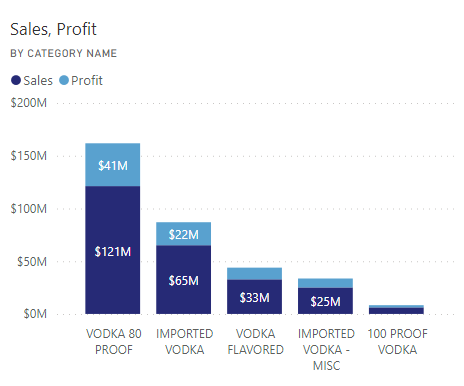 Sales, Profit
BY CATEGORY NAME
Sales Profit
$200M
$150M
$100M
$50M
$0M
$41M
$121M
$22M
$65M
$33M
$25M
VODKA 80
PROOF
IMPORTED
VODKA
VODKA
FLAVORED
IMPORTED
VODKA -
MISC
100 PROOF
VODKA